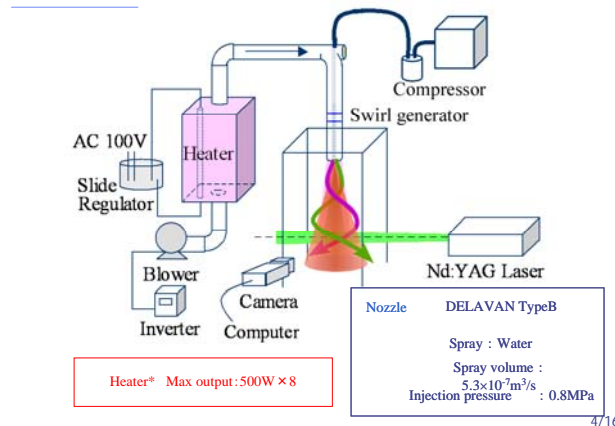 Compressor
Swirl generator
AC 100V
Heater
Slide
Regulator
Blower
Nd:YAG Laser
Camera
Inverter
Computer
Nozzle DELAVAN TypeB
Spray : Water
Spray volume :
5.3×10⁻⁷m³/s
Injection pressure : 0.8MPa
Heater* Max output:500W×8
4/16